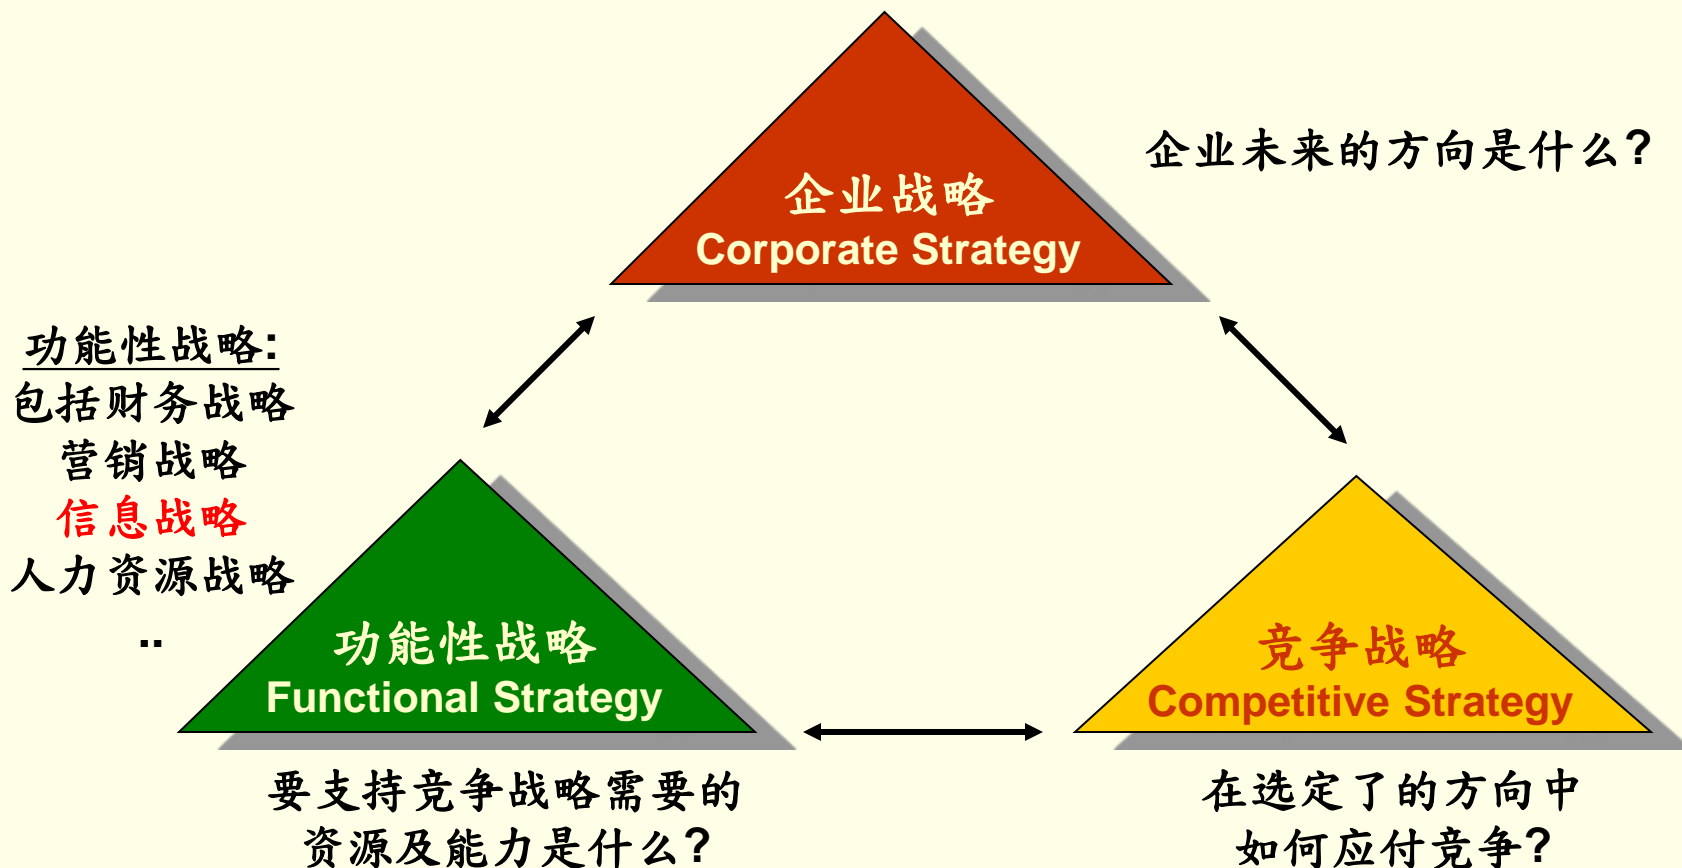 企业未来的方向是什么?
企业战略
Corporate Strategy
功能性战略:
包括财务战略
营销战略
信息战略
人力资源战略
..
功能性战略
Functional Strategy
竞争战略
Competitive Strategy
要支持竞争战略需要的
资源及能力是什么?
在选定了的方向中
如何应付竞争?